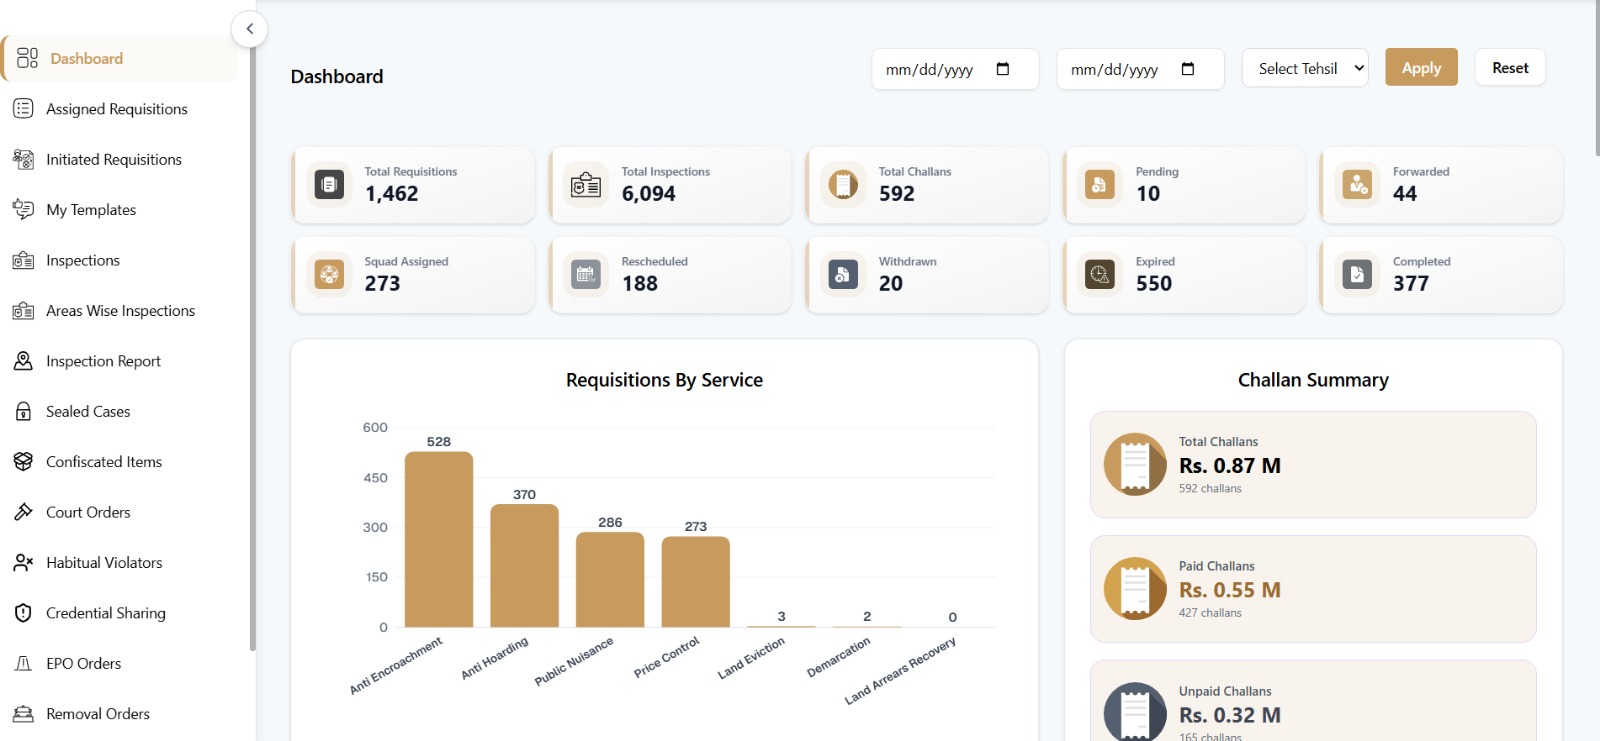 Dashboard
Assigned Requisitions
Initiated Requisitions
My Templates
Inspections
Areas Wise Inspections
Inspection Report
Sealed Cases
Confiscated Items
Court Orders
Habitual Violators
Credential Sharing
EPO Orders
Removal Orders
Dashboard
mm/dd/yyyy
mm/dd/yyyy
Select Tehsil
Apply
Reset
Total Requisitions
1,462
Total Inspections
6,094
Total Challans
592
Pending
10
Forwarded
44
Squad Assigned
273
Rescheduled
188
Withdrawn
20
Expired
550
Completed
377
Requisitions By Service
600
450
300
150
0
528
370
286
273
3
2
0
Anti Encroachment
Anti Hoarding
Public Nuisance
Price Control
Land Eviction
Demarcation
Land Arrears Recovery
Challan Summary
Total Challans
Rs. 0.87 M
592 challans
Paid Challans
Rs. 0.55 M
427 challans
Unpaid Challans
Rs. 0.32 M
165 challans